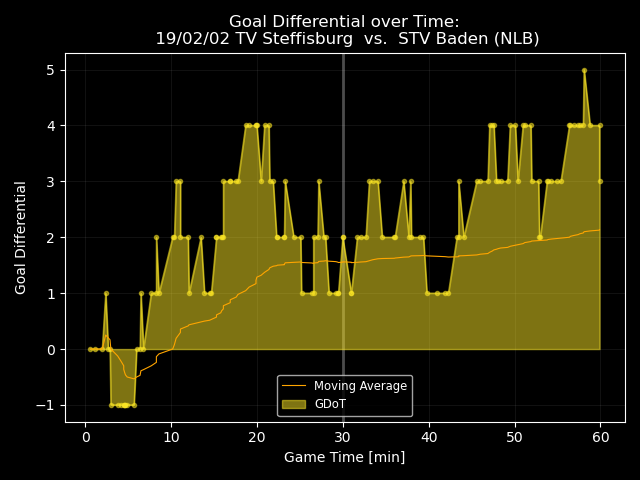 Goal Differential over Time:
19/02/02 TV Steffisburg  vs.  STV Baden (NLB)
Goal Differential
5
4
3
2
1
0
−1
Moving Average
GDoT
0 10 20 30 40 50 60
Game Time [min]